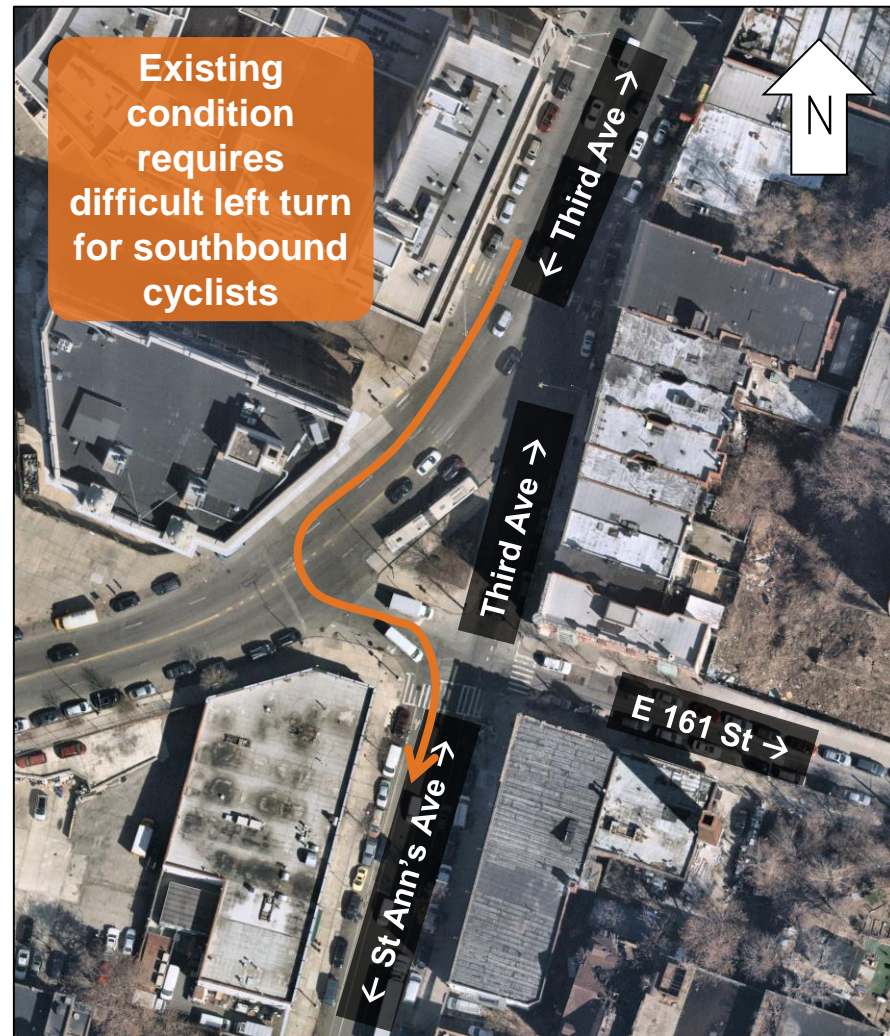 Existing
condition
requires
difficult left turn
for southbound
cyclists
N
← Third Ave →
Third Ave →
E 161 St →
← St Ann’s Ave →